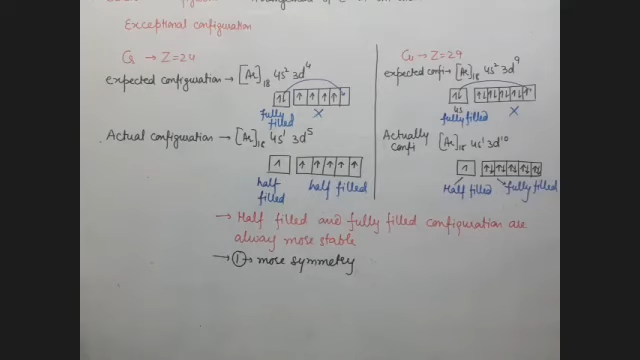 Exceptional configuration
Cr → Z=24
Expected configuration → [Ar]18 4s² 3d⁴
Fully filled ×
Actual configuration → [Ar]18 4s¹ 3d⁵
half filled half filled
Cu → Z=29
expected confi → [Ar]18 4s² 3d⁹
4s
fully filled ×
Actually confi [Ar]18 4s¹ 3d¹⁰
Half filled fully filled
→ Half filled and fully filled configuration are
alway more stable
→ ① → more symmetry